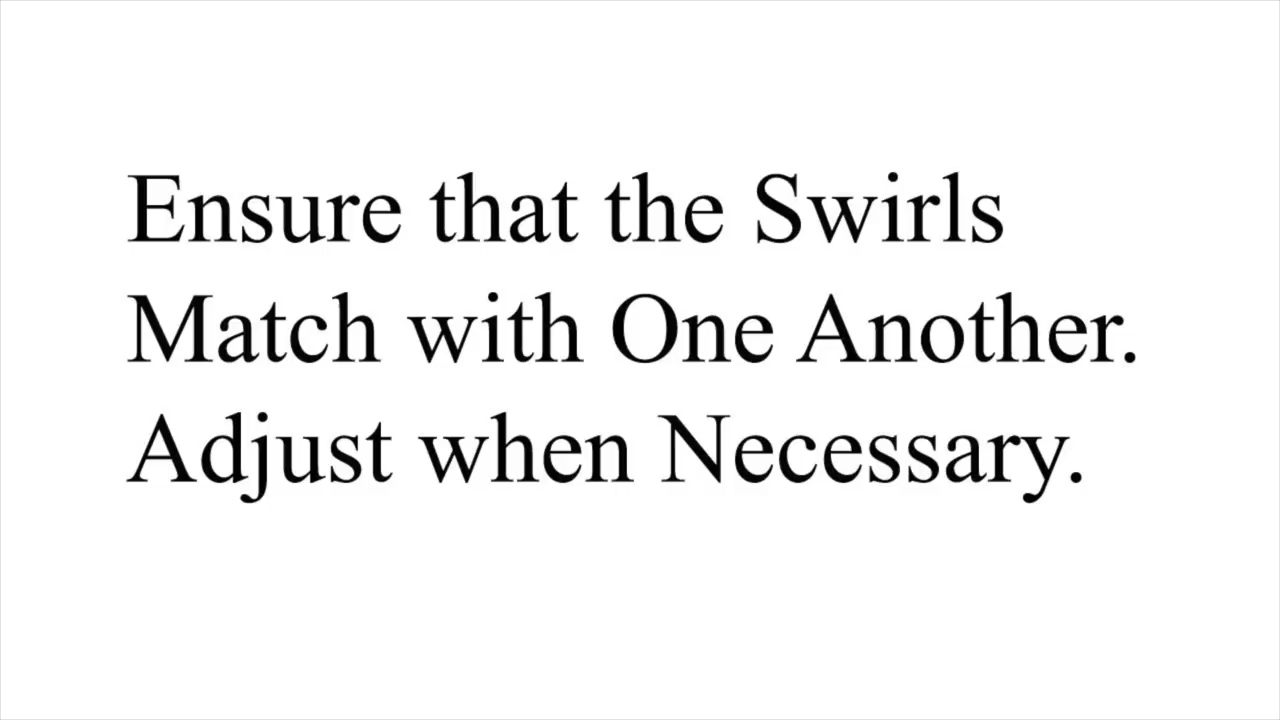 Ensure that the Swirls
Match with One Another.
Adjust when Necessary.